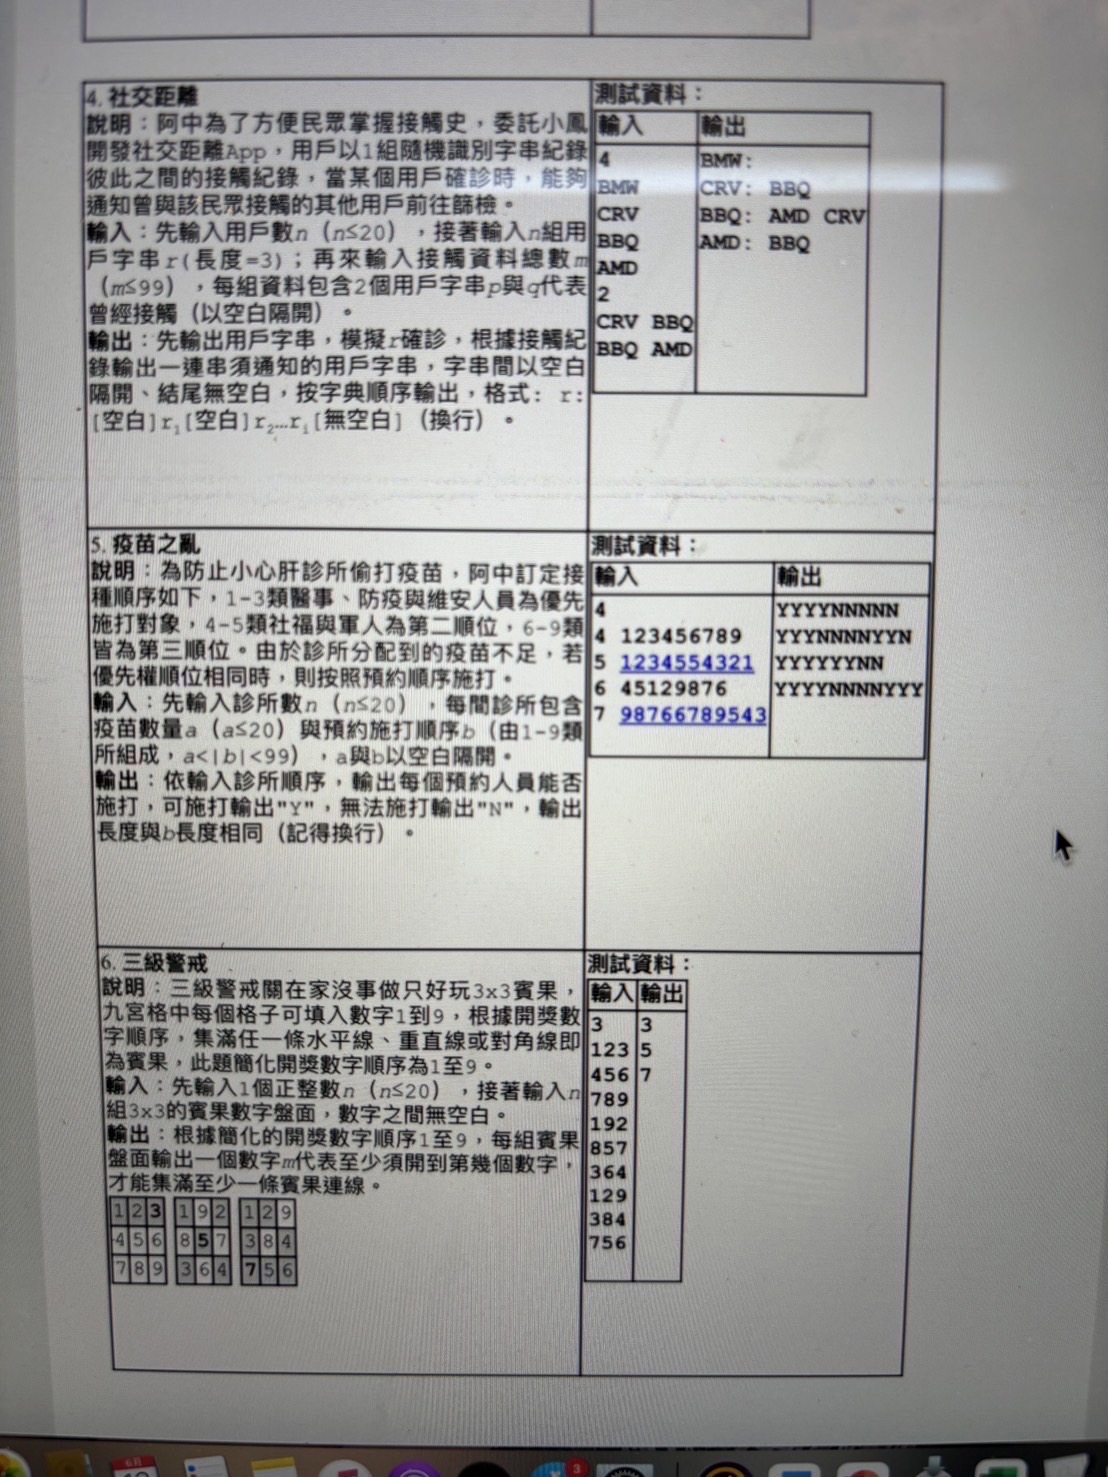 4. 社交距離
說明：阿中為了方便民眾掌握接觸史，委託小鳳
開發社交距離App，用戶以1組隨機識別字串紀錄
彼此之間的接觸紀錄，當某個用戶確診時，能夠
通知曾與該民眾接觸的其他用戶前往篩檢。
輸入：先輸入用戶數n（n≤20），接著輸入n組用
戶字串r(長度=3)；再來輸入接觸資料總數m
（m≤99），每組資料包含2個用戶字串p與q代表
曾經接觸（以空白隔開）。
輸出：先輸出用戶字串，模擬r確診，根據接觸紀
錄輸出一連串須通知的用戶字串，字串間以空白
隔開、結尾無空白，按字典順序輸出，格式: r:
[空白]r₁[空白]r₂…rᵢ[無空白]（換行）。
測試資料：
輸入 輸出
4 BMW:
BMW CRV: BBQ
CRV BBQ: AMD CRV
BBQ AMD: BBQ
AMD
2
CRV BBQ
BBQ AMD
5. 疫苗之亂
說明：為防止小心肝診所偷打疫苗，阿中訂定接
種順序如下，1-3類醫事、防疫與維安人員為優先
施打對象，4-5類社福與軍人為第二順位，6-9類
皆為第三順位。由於診所分配到的疫苗不足，若
優先權順位相同時，則按照預約順序施打。
輸入：先輸入診所數n（n≤20），每間診所包含
疫苗數量a（a≤20）與預約施打順序b（由1-9類
所組成，a<|b|<99），a與b以空白隔開。
輸出：依輸入診所順序，輸出每個預約人員能否
施打，可施打輸出"Y"，無法施打輸出"N"，輸出
長度與b長度相同（記得換行）。
測試資料：
輸入 輸出
4 YYYYNNNNN
4 123456789 YYYNNNNYYN
5 1234554321 YYYYYYNN
6 45129876 YYYYNNNNYYY
7 98766789543
6. 三級警戒
說明：三級警戒關在家沒事做只好玩3x3賓果，
九宮格中每個格子可填入數字1到9，根據開獎數
字順序，集滿任一條水平線、重直線或對角線即
為賓果，此題簡化開獎數字順序為1至9。
輸入：先輸入1個正整數n（n≤20），接著輸入n
組3x3的賓果數字盤面，數字之間無空白。
輸出：根據簡化的開獎數字順序1至9，每組賓果
盤面輸出一個數字m代表至少須開到第幾個數字，
才能集滿至少一條賓果連線。
1 2 3 1 9 2 1 2 9
4 5 6 8 5 7 3 8 4
7 8 9 3 6 4 7 5 6
測試資料：
輸入 輸出
3 3
123 5
456 7
789
192
857
364
129
384
756
6月
3